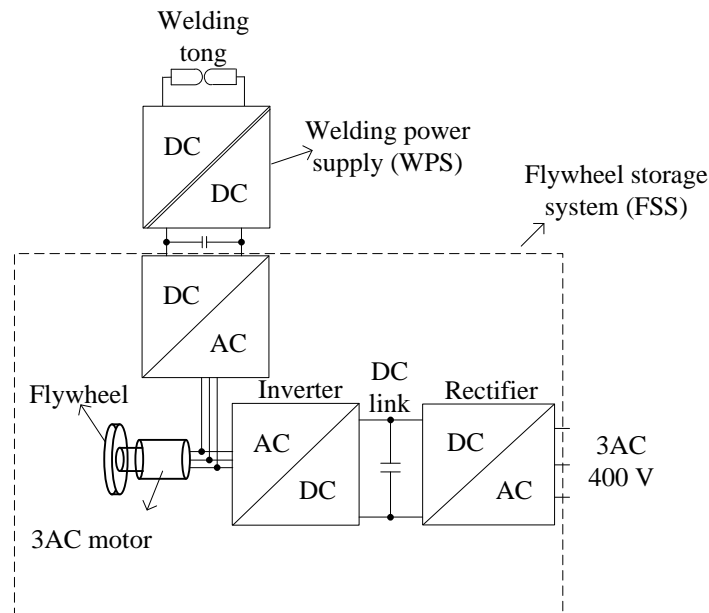 Welding
tong
DC
DC
Welding power
supply (WPS)
Flywheel storage
system (FSS)
DC
AC
Flywheel
Inverter
DC
link
Rectifier
AC
DC
DC
AC
3AC
400 V
3AC motor